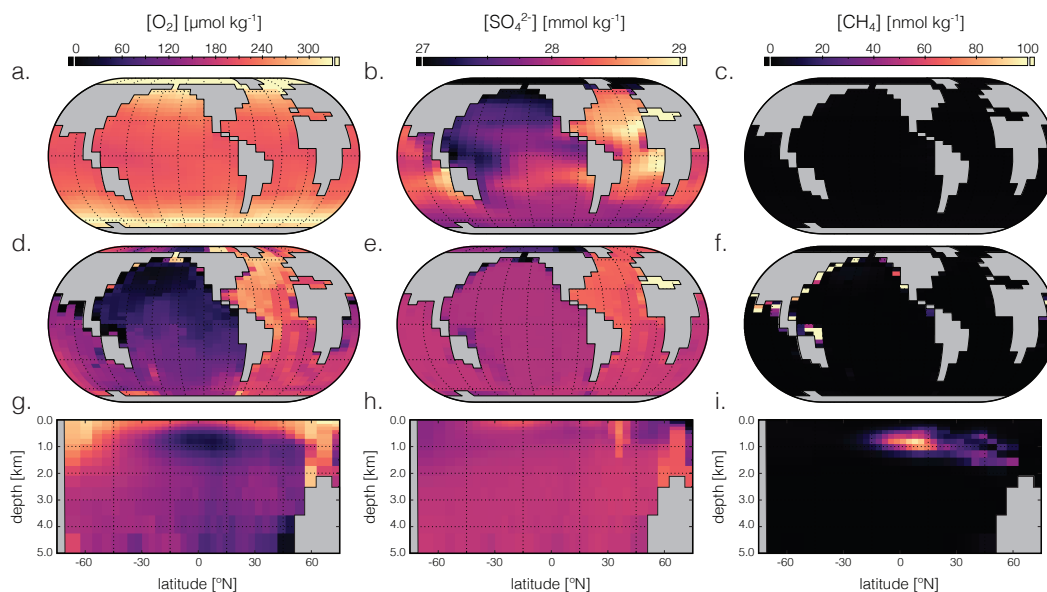 [O₂] [µmol kg⁻¹]
[SO₄²⁻] [mmol kg⁻¹]
[CH₄] [nmol kg⁻¹]
0 60 120 180 240 300
27 28 29
0 20 40 60 80 100
a. b. c.
d. e. f.
g. h. i.
0.0 0.0 0.0
1.0 1.0 1.0
2.0 2.0 2.0
3.0 3.0 3.0
4.0 4.0 4.0
5.0 5.0 5.0
depth [km] depth [km] depth [km]
-60 -30 0 30 60 -60 -30 0 30 60 -60 -30 0 30 60
latitude [°N] latitude [°N] latitude [°N]